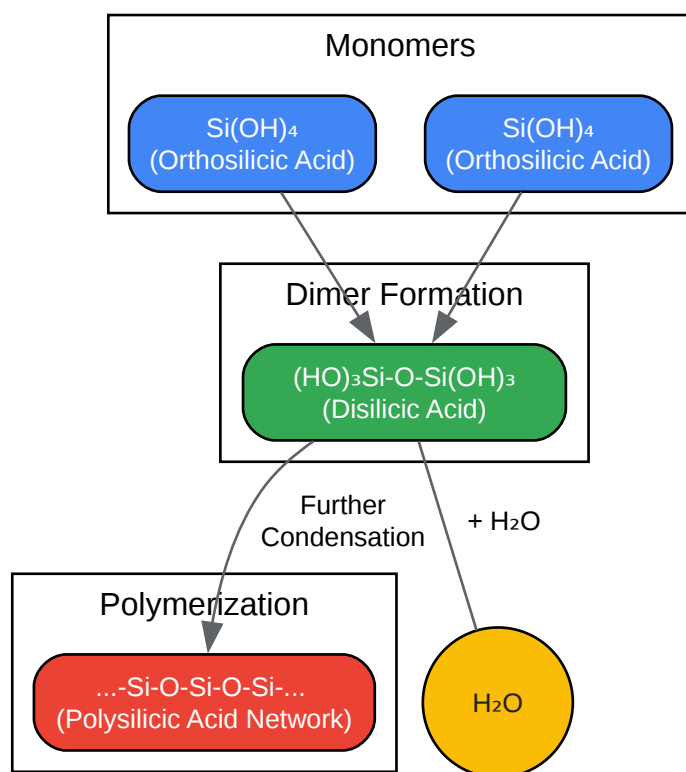 Monomers
Si(OH)₄
(Orthosilicic Acid)
Si(OH)₄
(Orthosilicic Acid)
Dimer Formation
(HO)₃Si-O-Si(OH)₃
(Disilicic Acid)
Further
Condensation
+ H₂O
Polymerization
...-Si-O-Si-O-Si-...
(Polysilicic Acid Network)
H₂O